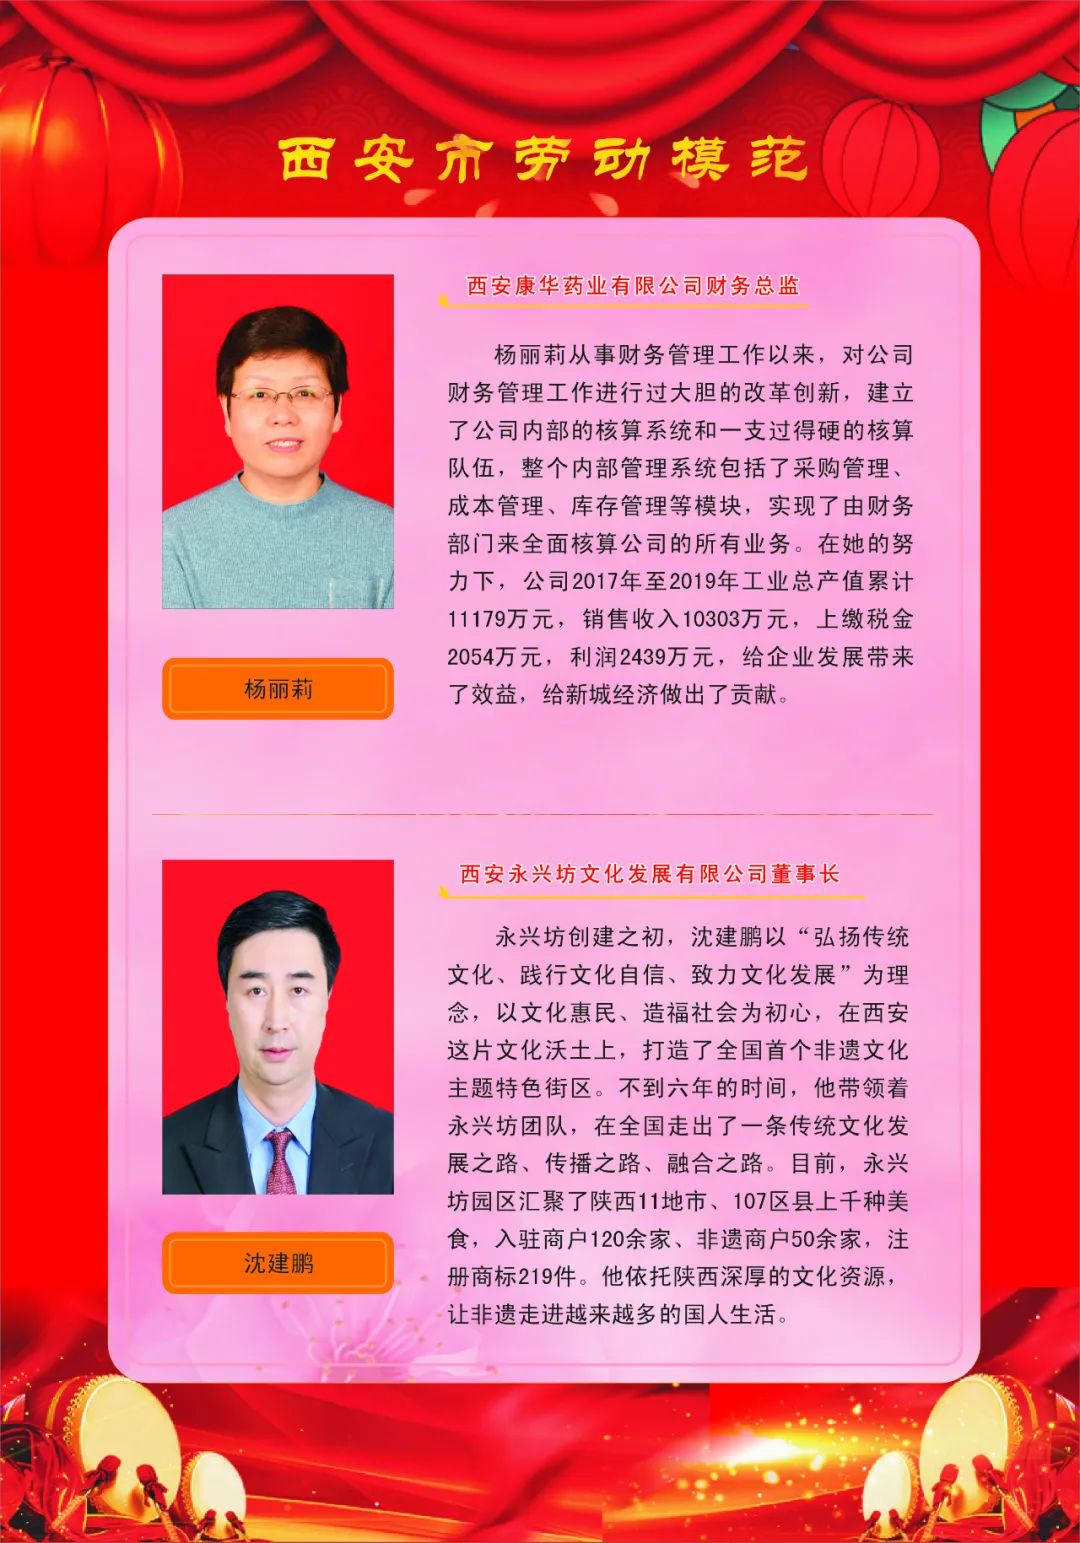 西安市劳动模范
西安康华药业有限公司财务总监
杨丽莉从事财务管理工作以来，对公司
财务管理工作进行过大胆的改革创新，建立
了公司内部的核算系统和一支过得硬的核算
队伍，整个内部管理系统包括了采购管理、
成本管理、库存管理等模块，实现了由财务
部门来全面核算公司的所有业务。在她的努
力下，公司2017年至2019年工业总产值累计
11179万元，销售收入10303万元，上缴税金
2054万元，利润2439万元，给企业发展带来
了效益，给新城经济做出了贡献。
杨丽莉
西安永兴坊文化发展有限公司董事长
永兴坊创建之初，沈建鹏以“弘扬传统
文化、践行文化自信、致力文化发展”为理
念，以文化惠民、造福社会为初心，在西安
这片文化沃土上，打造了全国首个非遗文化
主题特色街区。不到六年的时间，他带领着
永兴坊团队，在全国走出了一条传统文化发
展之路、传播之路、融合之路。目前，永兴
坊园区汇聚了陕西11地市、107区县上千种美
食，入驻商户120余家、非遗商户50余家，注
册商标219件。他依托陕西深厚的文化资源，
让非遗走进越来越多的国人生活。
沈建鹏